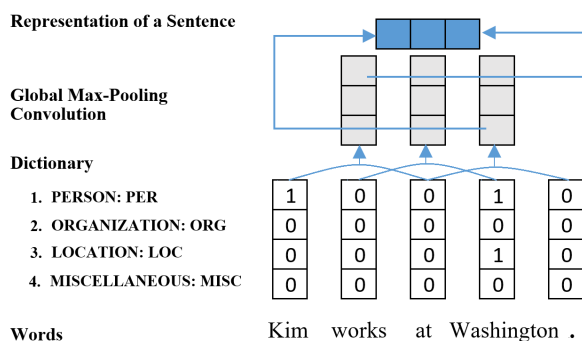 Representation of a Sentence
Global Max-Pooling
Convolution
Dictionary
1. PERSON: PER
2. ORGANIZATION: ORG
3. LOCATION: LOC
4. MISCELLANEOUS: MISC
1 0 0 1 0
0 0 0 0 0
0 0 0 1 0
0 0 0 0 0
Words
Kim works at Washington .